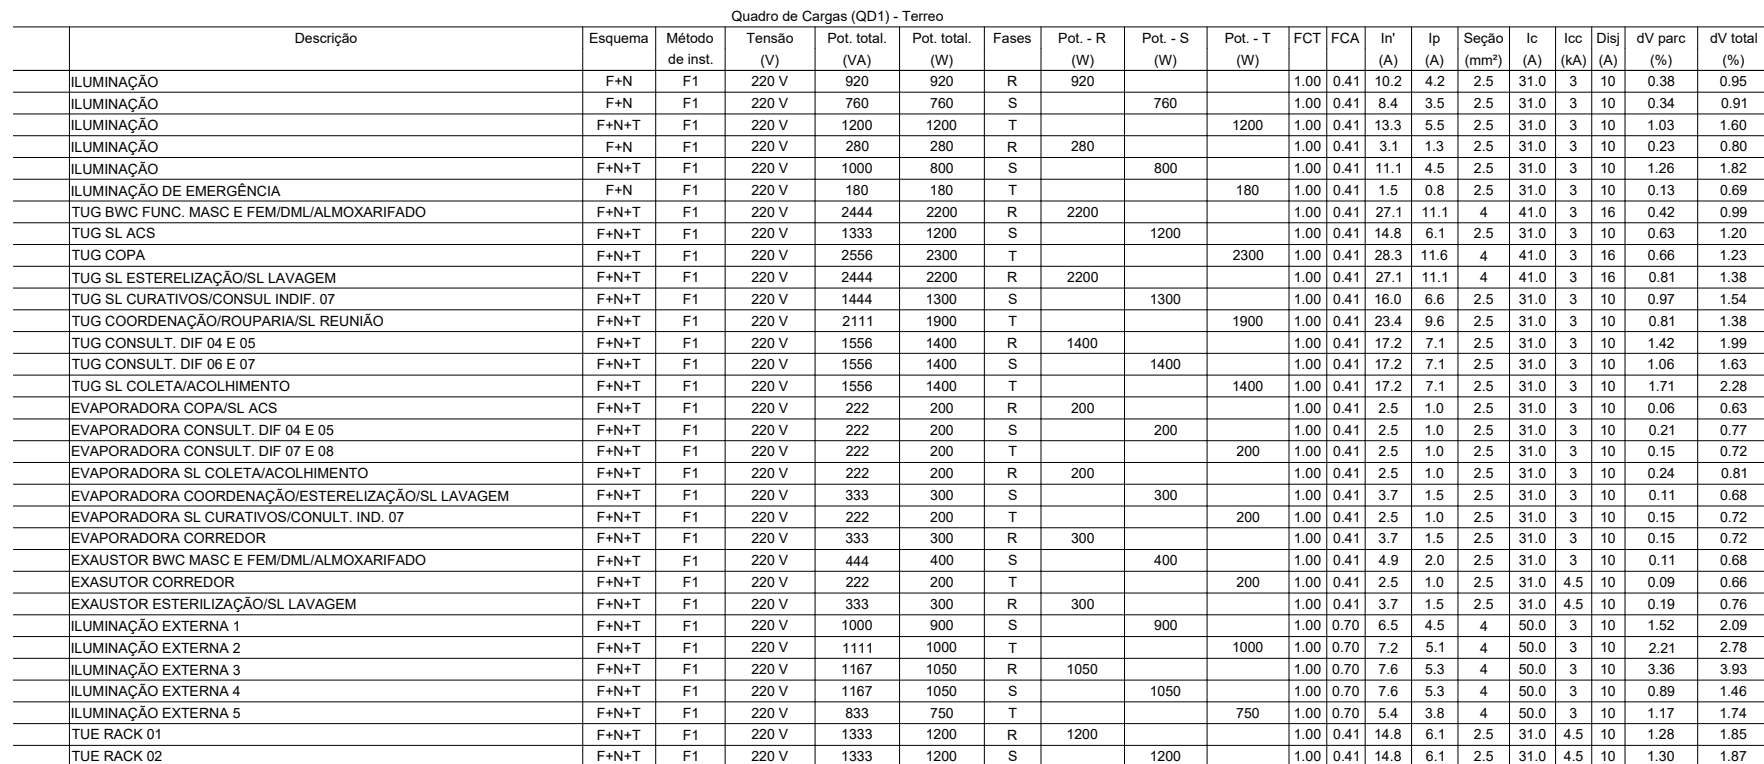 Quadro de Cargas (QD1) - Terreo
Descrição Esquema Método Tensão Pot. total. Pot. total. Fases Pot. - R Pot. - S Pot. - T FCT FCA In' Ip Seção Ic Icc Disj dV parc dV total
de inst. (V) (VA) (W) (W) (W) (W) (A) (A) (mm²) (A) (kA) (A) (%) (%)
ILUMINAÇÃO F+N F1 220 V 920 920 R 920 1.00 0.41 10.2 4.2 2.5 31.0 3 10 0.38 0.95
ILUMINAÇÃO F+N F1 220 V 760 760 S 760 1.00 0.41 8.4 3.5 2.5 31.0 3 10 0.34 0.91
ILUMINAÇÃO F+N+T F1 220 V 1200 1200 T 1200 1.00 0.41 13.3 5.5 2.5 31.0 3 10 1.03 1.60
ILUMINAÇÃO F+N F1 220 V 280 280 R 280 1.00 0.41 3.1 1.3 2.5 31.0 3 10 0.23 0.80
ILUMINAÇÃO F+N+T F1 220 V 1000 800 S 800 1.00 0.41 11.1 4.5 2.5 31.0 3 10 1.26 1.82
ILUMINAÇÃO DE EMERGÊNCIA F+N F1 220 V 180 180 T 180 1.00 0.41 1.5 0.8 2.5 31.0 3 10 0.13 0.69
TUG BWC FUNC. MASC E FEM/DML/ALMOXARIFADO F+N+T F1 220 V 2444 2200 R 2200 1.00 0.41 27.1 11.1 4 41.0 3 16 0.42 0.99
TUG SL ACS F+N+T F1 220 V 1333 1200 S 1200 1.00 0.41 14.8 6.1 2.5 31.0 3 10 0.63 1.20
TUG COPA F+N+T F1 220 V 2556 2300 T 2300 1.00 0.41 28.3 11.6 4 41.0 3 16 0.66 1.23
TUG SL ESTERELIZAÇÃO/SL LAVAGEM F+N+T F1 220 V 2444 2200 R 2200 1.00 0.41 27.1 11.1 4 41.0 3 16 0.81 1.38
TUG SL CURATIVOS/CONSUL INDIF. 07 F+N+T F1 220 V 1444 1300 S 1300 1.00 0.41 16.0 6.6 2.5 31.0 3 10 0.97 1.54
TUG COORDENAÇÃO/ROUPARIA/SL REUNIÃO F+N+T F1 220 V 2111 1900 T 1900 1.00 0.41 23.4 9.6 2.5 31.0 3 10 0.81 1.38
TUG CONSULT. DIF 04 E 05 F+N+T F1 220 V 1556 1400 R 1400 1.00 0.41 17.2 7.1 2.5 31.0 3 10 1.42 1.99
TUG CONSULT. DIF 06 E 07 F+N+T F1 220 V 1556 1400 S 1400 1.00 0.41 17.2 7.1 2.5 31.0 3 10 1.06 1.63
TUG SL COLETA/ACOLHIMENTO F+N+T F1 220 V 1556 1400 T 1400 1.00 0.41 17.2 7.1 2.5 31.0 3 10 1.71 2.28
EVAPORADORA COPA/SL ACS F+N+T F1 220 V 222 200 R 200 1.00 0.41 2.5 1.0 2.5 31.0 3 10 0.06 0.63
EVAPORADORA CONSULT. DIF 04 E 05 F+N+T F1 220 V 222 200 S 200 1.00 0.41 2.5 1.0 2.5 31.0 3 10 0.21 0.77
EVAPORADORA CONSULT. DIF 07 E 08 F+N+T F1 220 V 222 200 T 200 1.00 0.41 2.5 1.0 2.5 31.0 3 10 0.15 0.72
EVAPORADORA SL COLETA/ACOLHIMENTO F+N+T F1 220 V 222 200 R 200 1.00 0.41 2.5 1.0 2.5 31.0 3 10 0.24 0.81
EVAPORADORA COORDENAÇÃO/ESTERELIZAÇÃO/SL LAVAGEM F+N+T F1 220 V 333 300 S 300 1.00 0.41 3.7 1.5 2.5 31.0 3 10 0.11 0.68
EVAPORADORA SL CURATIVOS/CONULT. IND. 07 F+N+T F1 220 V 222 200 T 200 1.00 0.41 2.5 1.0 2.5 31.0 3 10 0.15 0.72
EVAPORADORA CORREDOR F+N+T F1 220 V 333 300 R 300 1.00 0.41 3.7 1.5 2.5 31.0 3 10 0.15 0.72
EXAUSTOR BWC MASC E FEM/DML/ALMOXARIFADO F+N+T F1 220 V 444 400 S 400 1.00 0.41 4.9 2.0 2.5 31.0 3 10 0.11 0.68
EXASUTOR CORREDOR F+N+T F1 220 V 222 200 T 200 1.00 0.41 2.5 1.0 2.5 31.0 4.5 10 0.09 0.66
EXAUSTOR ESTERILIZAÇÃO/SL LAVAGEM F+N+T F1 220 V 333 300 R 300 1.00 0.41 3.7 1.5 2.5 31.0 4.5 10 0.19 0.76
ILUMINAÇÃO EXTERNA 1 F+N+T F1 220 V 1000 900 S 900 1.00 0.70 6.5 4.5 4 50.0 3 10 1.52 2.09
ILUMINAÇÃO EXTERNA 2 F+N+T F1 220 V 1111 1000 T 1000 1.00 0.70 7.2 5.1 4 50.0 3 10 2.21 2.78
ILUMINAÇÃO EXTERNA 3 F+N+T F1 220 V 1167 1050 R 1050 1.00 0.70 7.6 5.3 4 50.0 3 10 3.36 3.93
ILUMINAÇÃO EXTERNA 4 F+N+T F1 220 V 1167 1050 S 1050 1.00 0.70 7.6 5.3 4 50.0 3 10 0.89 1.46
ILUMINAÇÃO EXTERNA 5 F+N+T F1 220 V 833 750 T 750 1.00 0.70 5.4 3.8 4 50.0 3 10 1.17 1.74
TUE RACK 01 F+N+T F1 220 V 1333 1200 R 1200 1.00 0.41 14.8 6.1 2.5 31.0 4.5 10 1.28 1.85
TUE RACK 02 F+N+T F1 220 V 1333 1200 S 1200 1.00 0.41 14.8 6.1 2.5 31.0 4.5 10 1.30 1.87